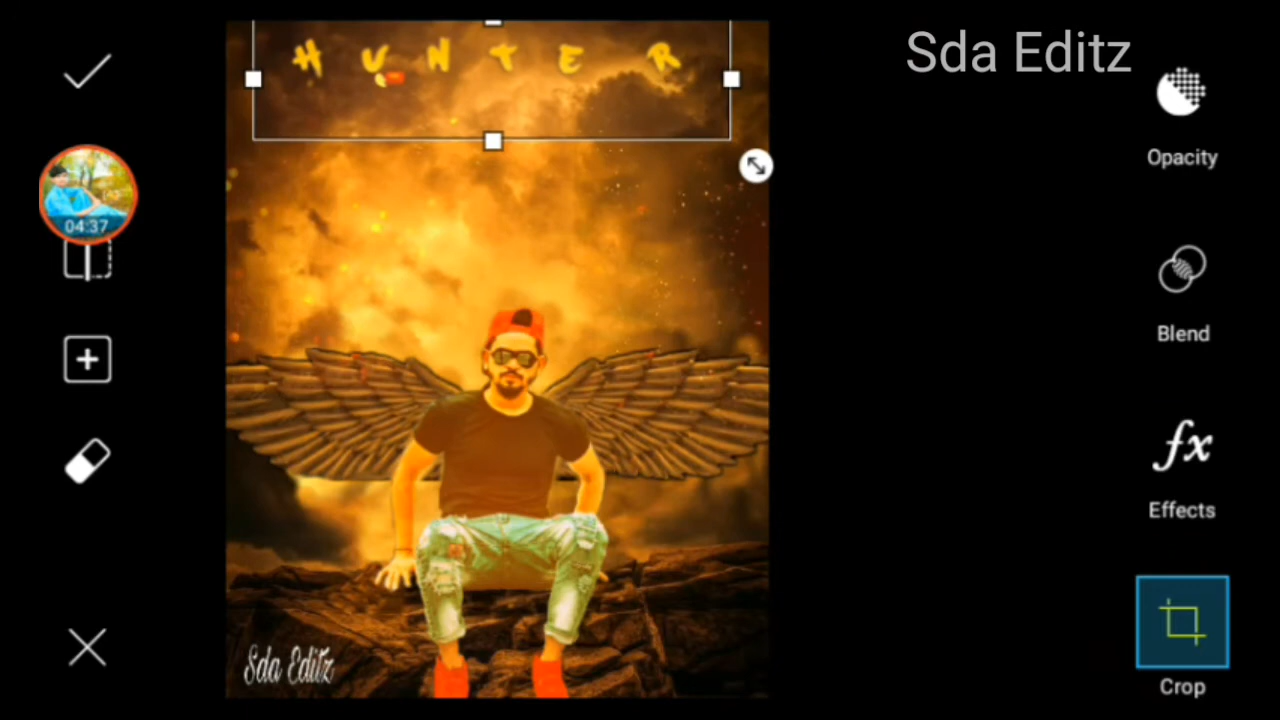 H U N T E R
Sda Editz
Opacity
04:37
Blend
fx
Effects
Sda Editz
Crop